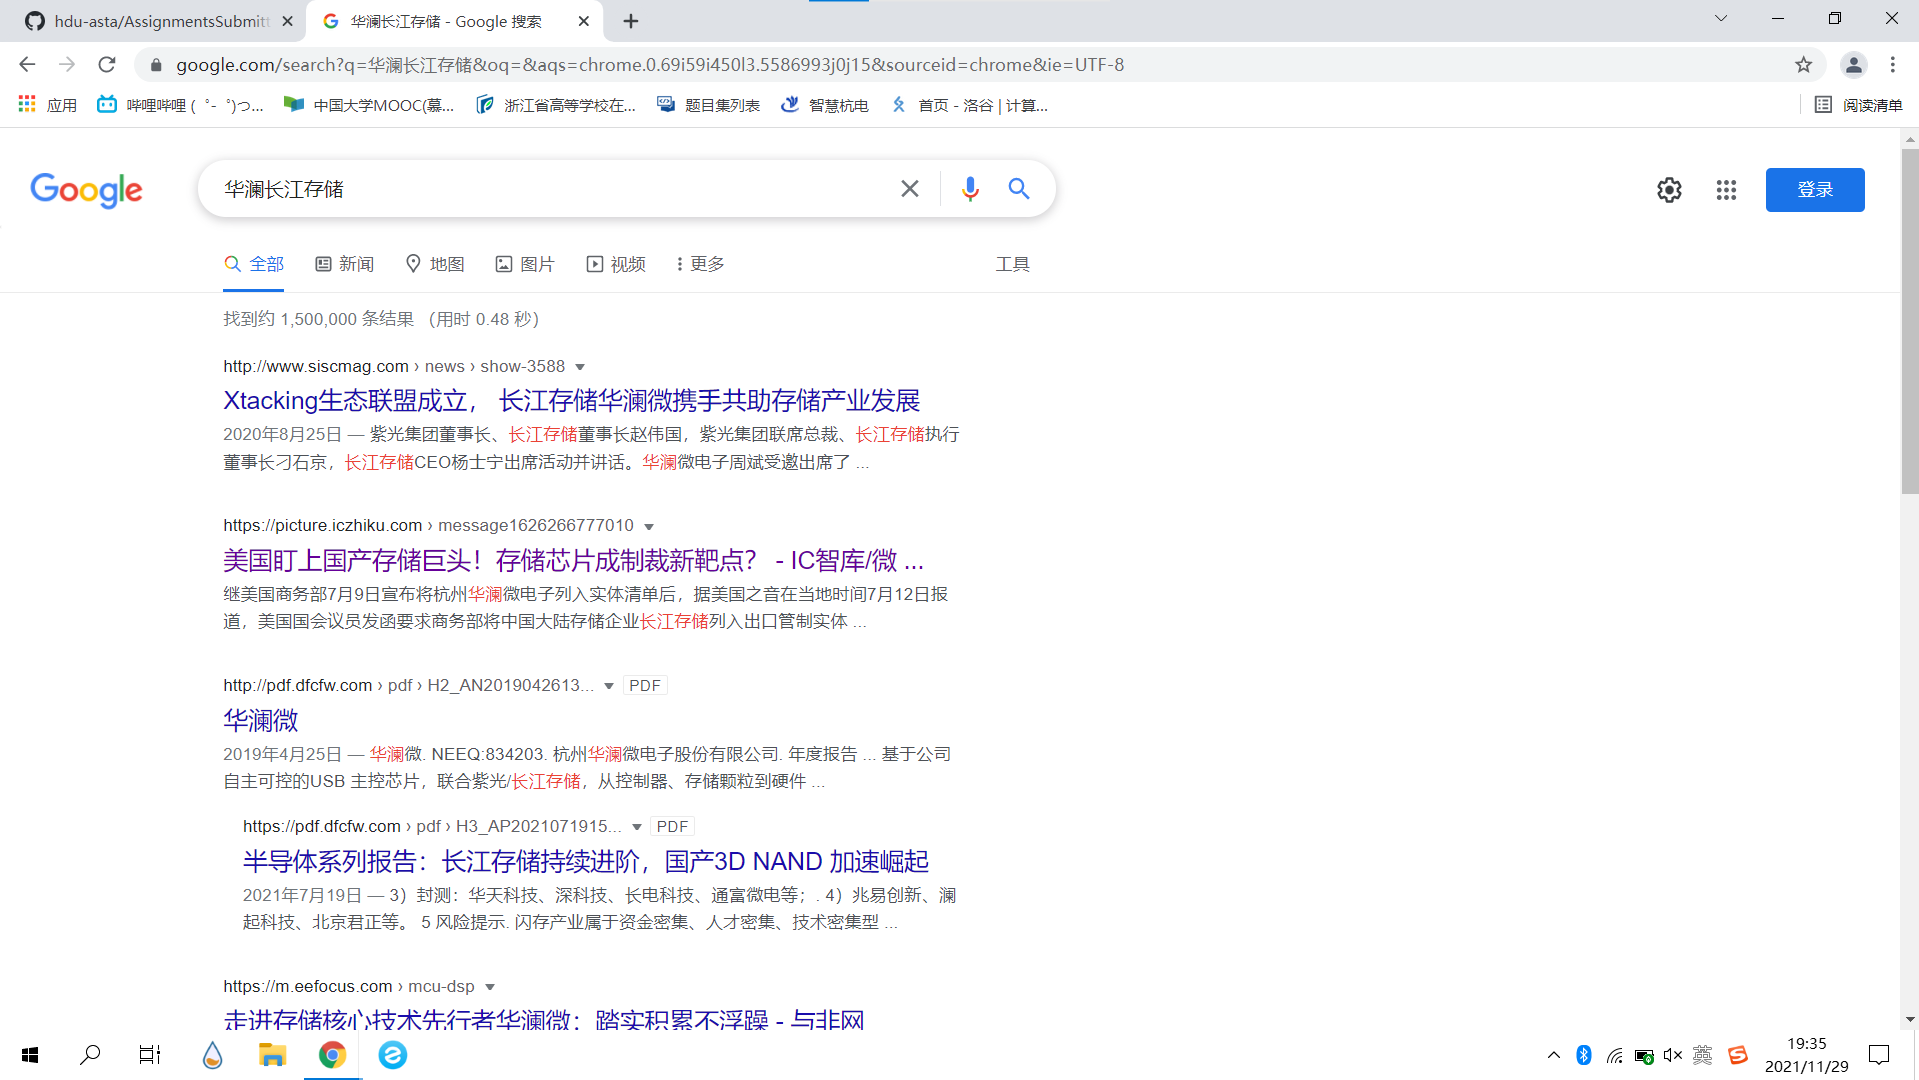 hdu-asta/AssignmentsSubmitt
华澜长江存储 - Google 搜索
google.com/search?q=华澜长江存储&oq=&aqs=chrome.0.69i59i450l3.5586993j0j15&sourceid=chrome&ie=UTF-8
应用 哔哩哔哩 ( ゜- ゜)つ... 中国大学MOOC(慕... 浙江省高等学校在... 题目集列表 智慧杭电 首页 - 洛谷 | 计算... 阅读清单
Google
华澜长江存储
登录
全部 新闻 地图 图片 视频 更多 工具
找到约 1,500,000 条结果 （用时 0.48 秒）
http://www.siscmag.com › news › show-3588
Xtacking生态联盟成立， 长江存储华澜微携手共助存储产业发展
2020年8月25日 — 紫光集团董事长、长江存储董事长赵伟国，紫光集团联席总裁、长江存储执行
董事长刁石京，长江存储CEO杨士宁出席活动并讲话。华澜微电子周斌受邀出席了 ...
https://picture.iczhiku.com › message1626266777010
美国盯上国产存储巨头！存储芯片成制裁新靶点？ - IC智库/微 ...
继美国商务部7月9日宣布将杭州华澜微电子列入实体清单后，据美国之音在当地时间7月12日报
道，美国国会议员发函要求商务部将中国大陆存储企业长江存储列入出口管制实体 ...
http://pdf.dfcfw.com › pdf › H2_AN2019042613... PDF
华澜微
2019年4月25日 — 华澜微. NEEQ:834203. 杭州华澜微电子股份有限公司. 年度报告 ... 基于公司
自主可控的USB 主控芯片，联合紫光/长江存储，从控制器、存储颗粒到硬件 ...
https://pdf.dfcfw.com › pdf › H3_AP2021071915... PDF
半导体系列报告：长江存储持续进阶，国产3D NAND 加速崛起
2021年7月19日 — 3）封测：华天科技、深科技、长电科技、通富微电等；. 4）兆易创新、澜
起科技、北京君正等。 5 风险提示. 闪存产业属于资金密集、人才密集、技术密集型 ...
https://m.eefocus.com › mcu-dsp
走进存储核心技术先行者华澜微：踏实积累不浮躁 - 与非网
英
19:35
2021/11/29